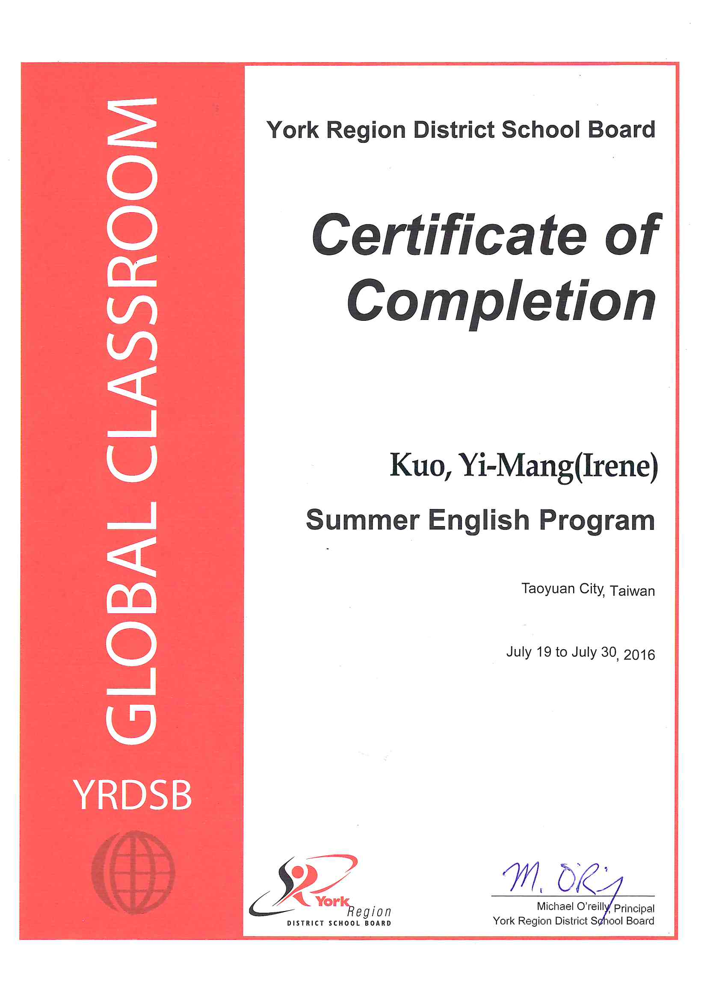 GLOBAL CLASSROOM
YRDSB
York Region District School Board
Certificate of
Completion
Kuo, Yi-Mang(Irene)
Summer English Program
Taoyuan City, Taiwan
July 19 to July 30, 2016
York
Region
DISTRICT SCHOOL BOARD
M. O'R
Michael O'reilly, Principal
York Region District School Board